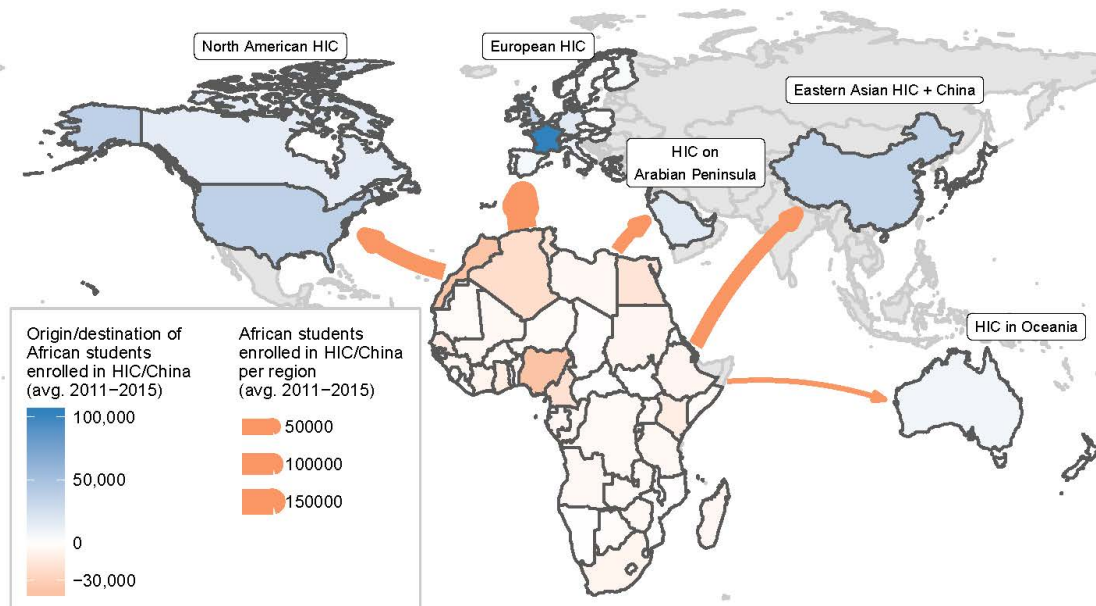 North American HIC
European HIC
Eastern Asian HIC + China
HIC on
Arabian Peninsula
HIC in Oceania
Origin/destination of
African students
enrolled in HIC/China
(avg. 2011−2015)
100,000
50,000
0
−30,000
African students
enrolled in HIC/China
per region
(avg. 2011−2015)
50000
100000
150000